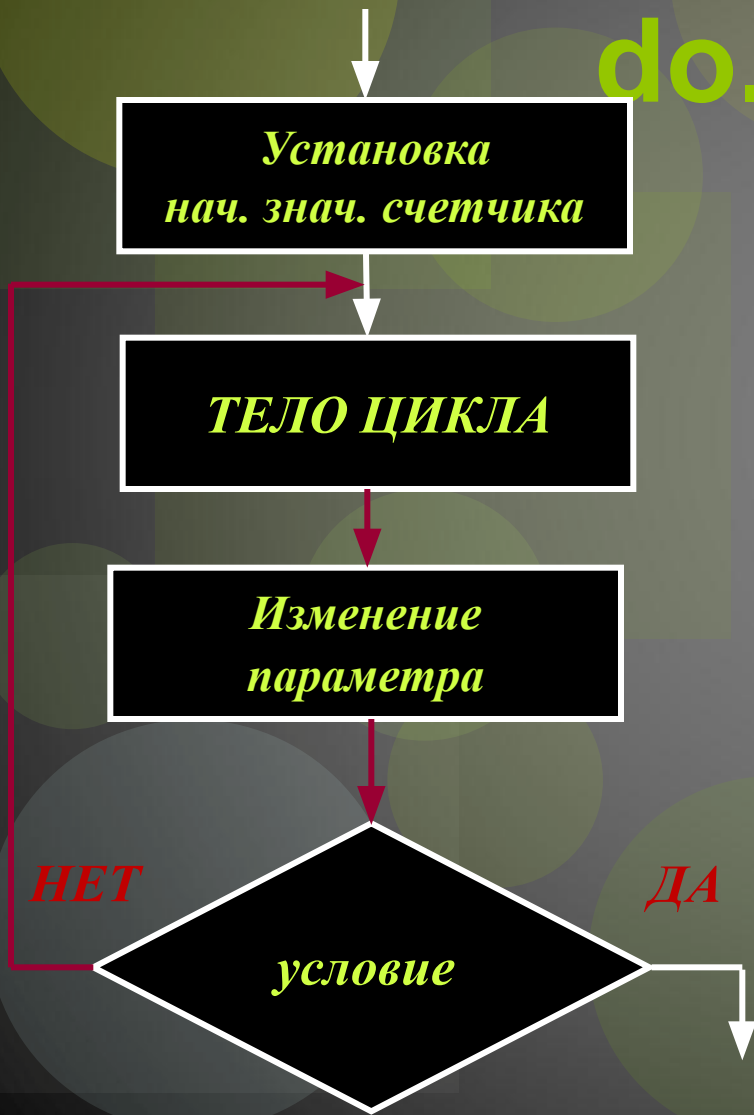 do.
Установка
нач. знач. счетчика
ТЕЛО ЦИКЛА
Изменение
параметра
НЕТ
ДА
условие